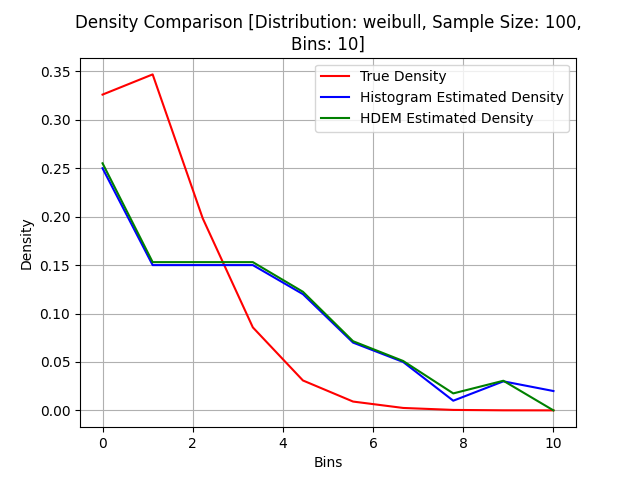 Density Comparison [Distribution: weibull, Sample Size: 100,
Bins: 10]
True Density
Histogram Estimated Density
HDEM Estimated Density
Density
0.35
0.30
0.25
0.20
0.15
0.10
0.05
0.00
0 2 4 6 8 10
Bins